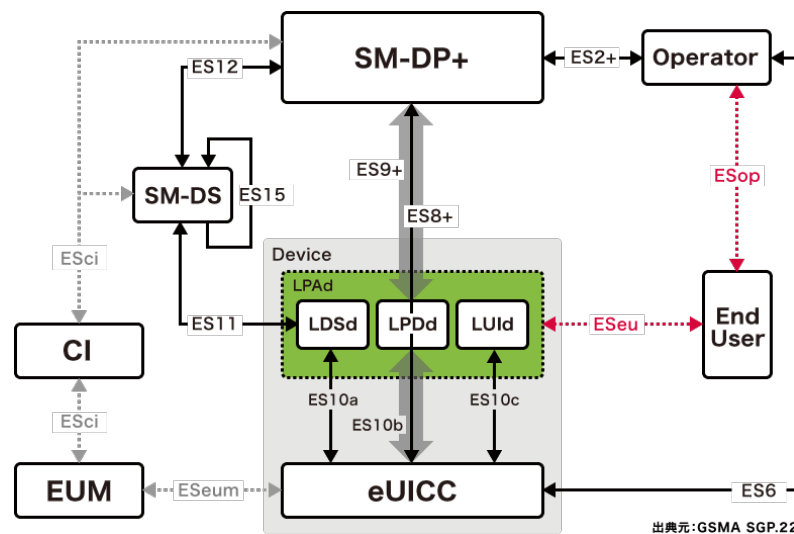 SM-DP+
ES2+
Operator
ES12
ES9+
ESop
SM-DS
ES15
ES8+
ESci
Device
LPAd
ES11
LDSd
LPDd
LUId
ESeu
End
User
CI
ES10a
ES10b
ES10c
ESci
EUM
ESeum
eUICC
ES6
出典元:GSMA SGP.22